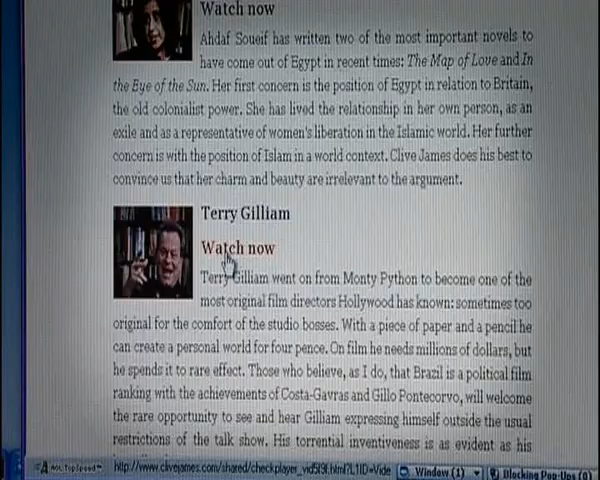 Watch now
Ahdaf Soueif has written two of the most important novels to
have come out of Egypt in recent times: The Map of Love and In
the Eye of the Sun. Her first concern is the position of Egypt in relation to Britain,
the old colonialist power. She has lived the relationship in her own person, as an
exile and as a representative of women's liberation in the Islamic world. Her further
concern is with the position of Islam in a world context. Clive James does his best to
convince us that her charm and beauty are irrelevant to the argument.
Terry Gilliam
Watch now
Terry Gilliam went on from Monty Python to become one of the
most original film directors Hollywood has known: sometimes too
original for the comfort of the studio bosses. With a piece of paper and a pencil he
can create a personal world for four pence. On film he needs millions of dollars, but
he spends it to rare effect. Those who believe, as I do, that Brazil is a political film
ranking with the achievements of Costa-Gavras and Gillo Pontecorvo, will welcome
the rare opportunity to see and hear Gilliam expressing himself outside the usual
restrictions of the talk show. His torrential inventiveness is as evident as his
AOL TopSpeed™ http://www.clivejames.com/shared/checkplayer_vid5f9f.html?L1ID=Vide Window (1) Blocking Pop-Ups (0)